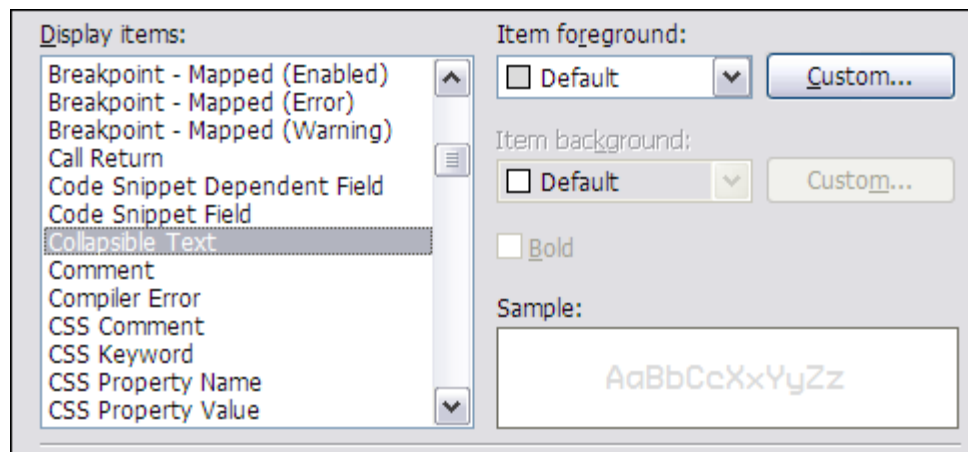 Display items:
Breakpoint - Mapped (Enabled)
Breakpoint - Mapped (Error)
Breakpoint - Mapped (Warning)
Call Return
Code Snippet Dependent Field
Code Snippet Field
Collapsible Text
Comment
Compiler Error
CSS Comment
CSS Keyword
CSS Property Name
CSS Property Value
Item foreground:
Default
Custom...
Item background:
Default
Custom...
Bold
Sample:
AaBbCcXxYyZz